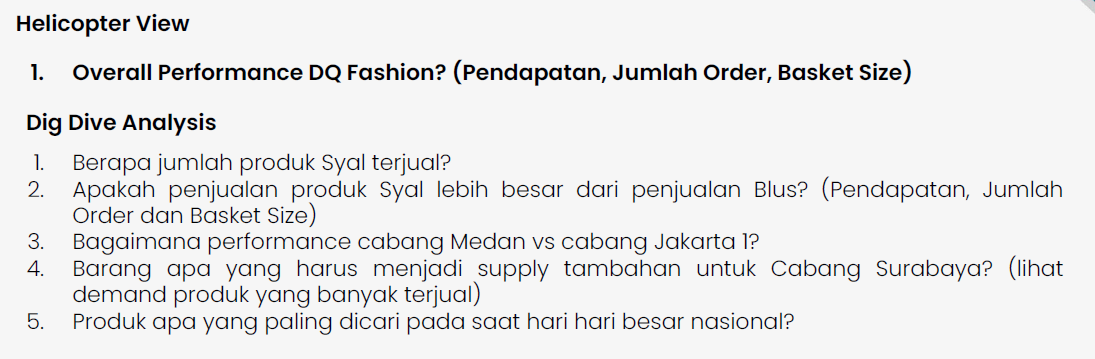 Helicopter View
1. Overall Performance DQ Fashion? (Pendapatan, Jumlah Order, Basket Size)
Dig Dive Analysis
1. Berapa jumlah produk Syal terjual?
2. Apakah penjualan produk Syal lebih besar dari penjualan Blus? (Pendapatan, Jumlah
Order dan Basket Size)
3. Bagaimana performance cabang Medan vs cabang Jakarta 1?
4. Barang apa yang harus menjadi supply tambahan untuk Cabang Surabaya? (lihat
demand produk yang banyak terjual)
5. Produk apa yang paling dicari pada saat hari hari besar nasional?